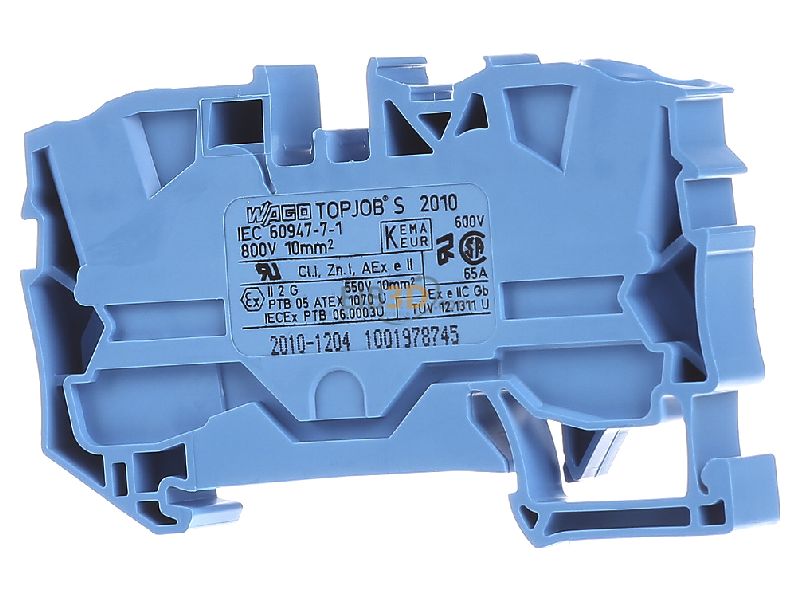 WAGO TOPJOB® S 2010
IEC 60947-7-1
800V 10mm²
KEMA
EUR
600V
65A
Cl.I, Zn.I, AEx e II
Ex II 2 G 550V 10mm²
PTB 05 ATEX 1070 U Ex e IIC Gb
IECEx PTB 06.0003U TÜV 12.1311 U
2010-1204 1001978745